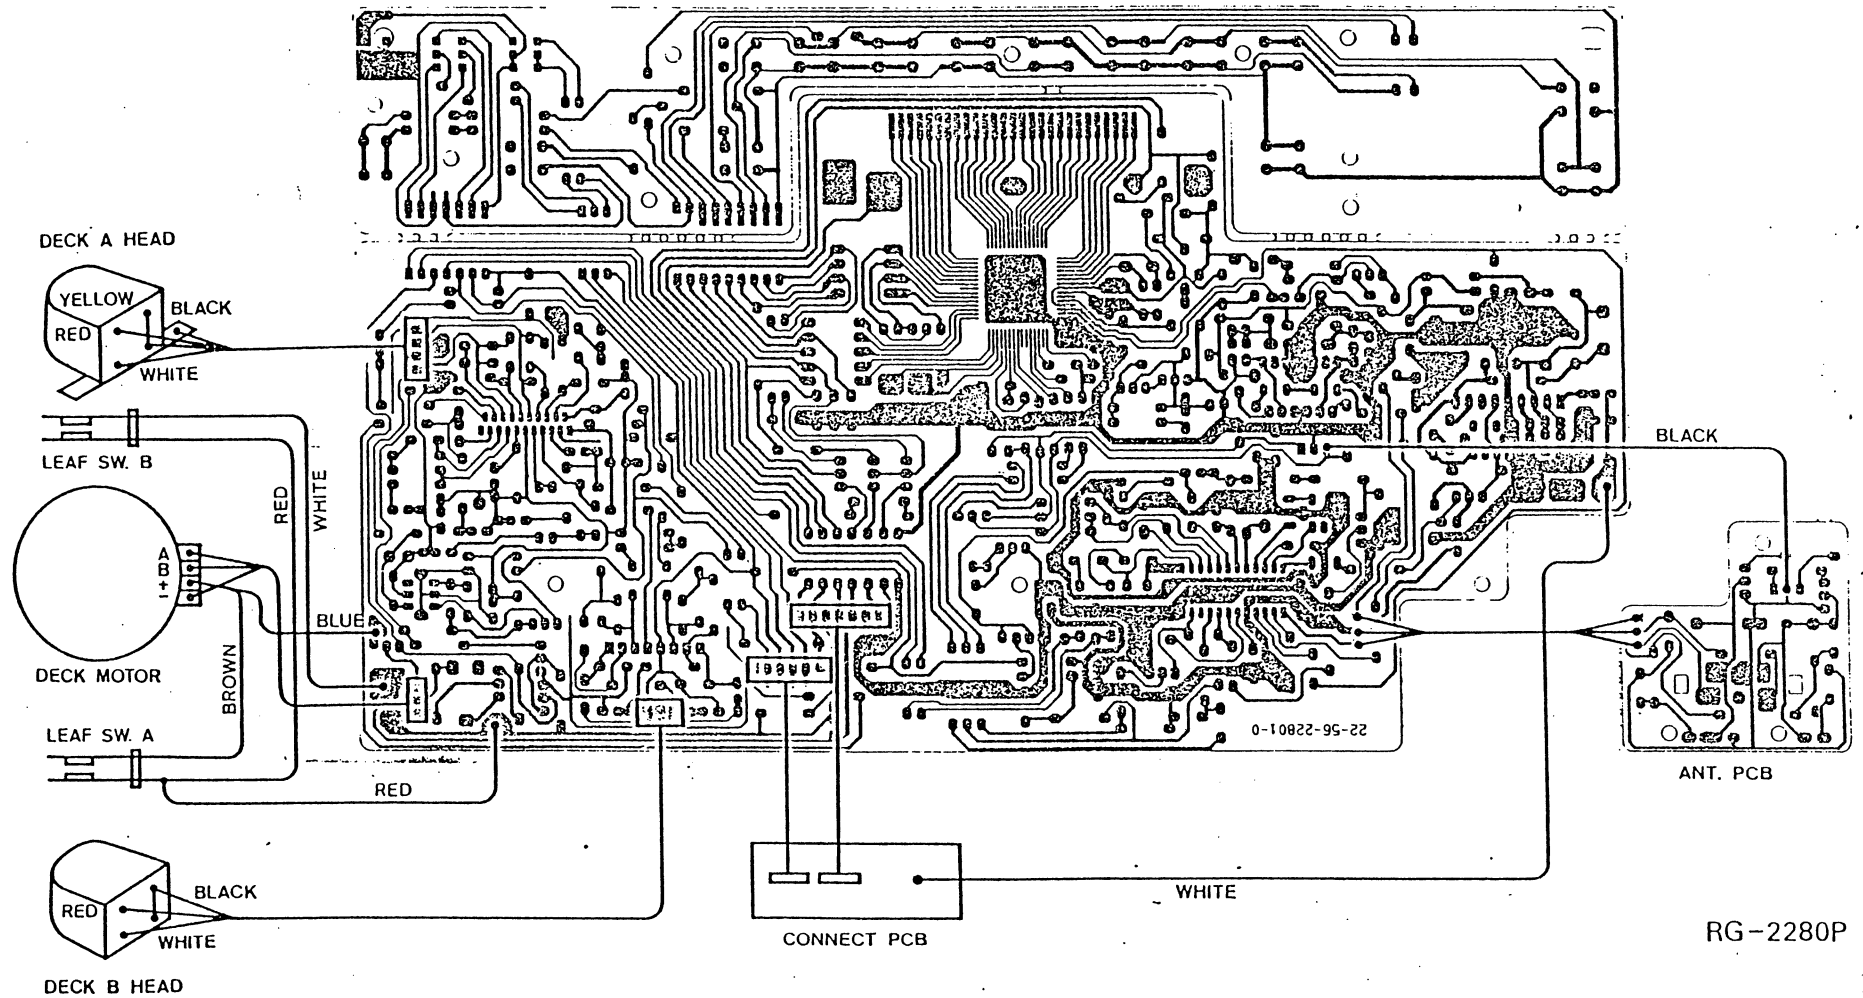 DECK A HEAD
YELLOW
BLACK
RED
WHITE
LEAF SW. B
RED
WHITE
A
B
+
-
DECK MOTOR
BLUE
BROWN
LEAF SW. A
RED
BLACK
RED
WHITE
DECK B HEAD
CONNECT PCB
WHITE
BLACK
ANT. PCB
22-56-22801-0
RG-2280P